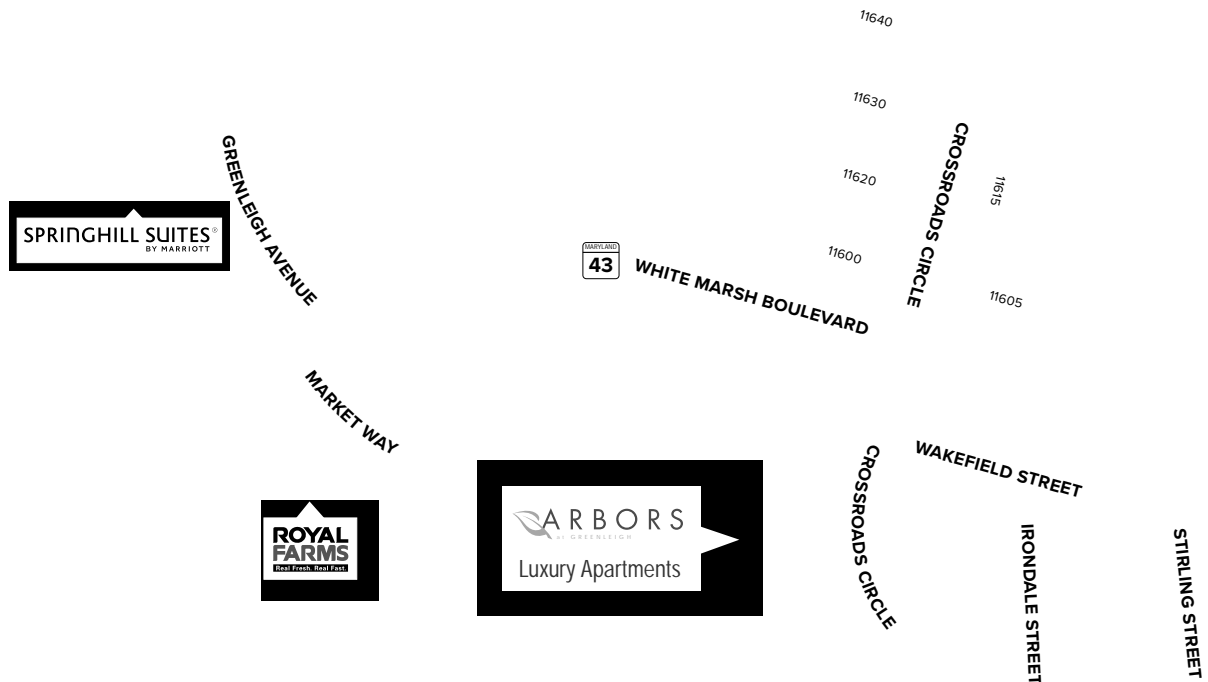 11640
11630
CROSSROADS CIRCLE
11620
11615
GREENLEIGH AVENUE
SPRINGHILL SUITES®
BY MARRIOTT
MARYLAND
43
WHITE MARSH BOULEVARD
11600
11605
MARKET WAY
CROSSROADS CIRCLE
WAKEFIELD STREET
ROYAL
FARMS
Real Fresh. Real Fast.
ARBORS
at GREENLEIGH
Luxury Apartments
IRONDALE STREET
STIRLING STREET